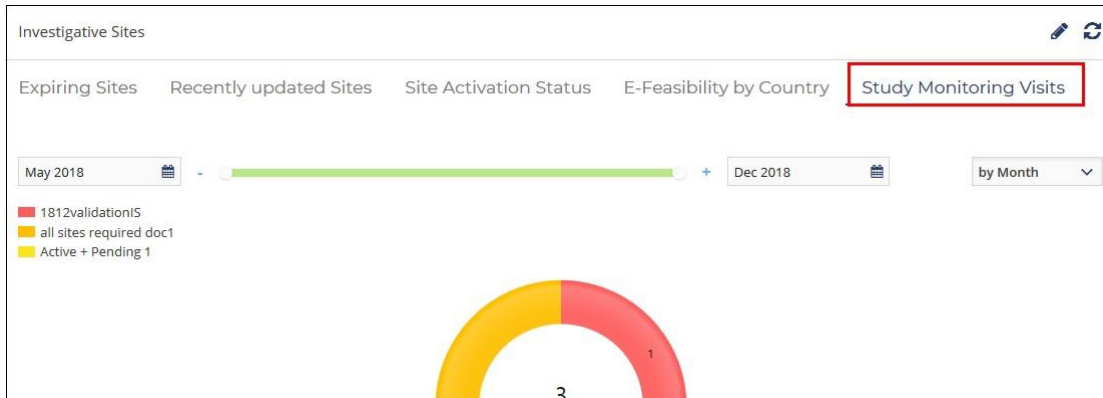 Investigative Sites
Expiring Sites Recently updated Sites Site Activation Status E-Feasibility by Country Study Monitoring Visits
May 2018 - + Dec 2018 by Month
1812validationIS
all sites required doc1
Active + Pending 1
1
3